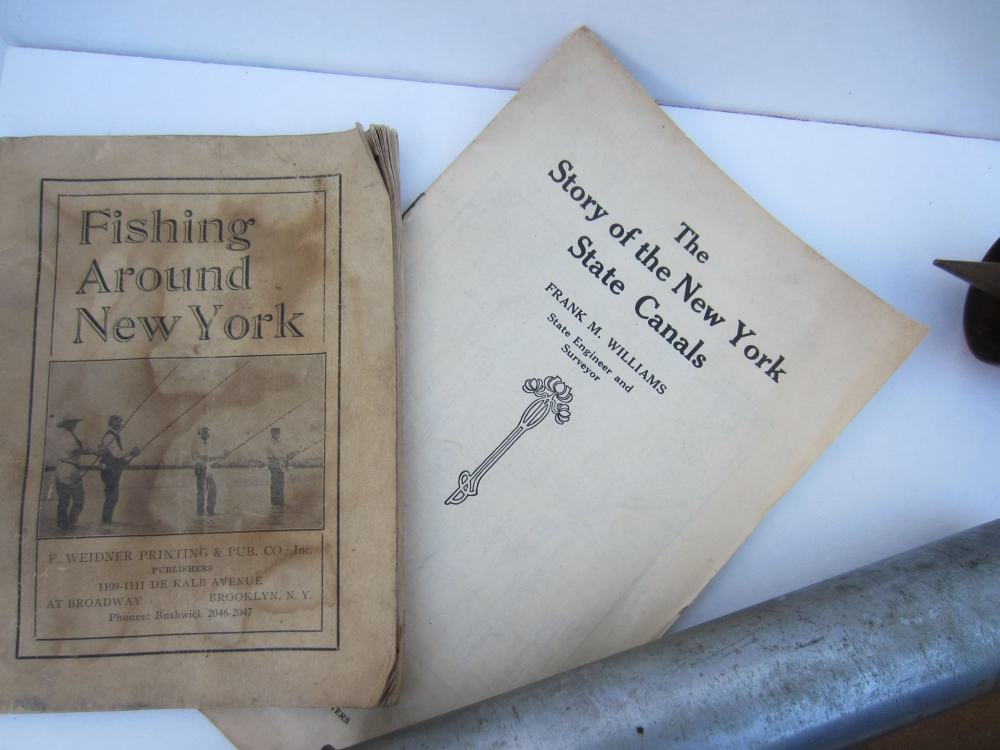 Fishing
Around
New York
F. WEIDNER PRINTING & PUB. CO., Inc.
PUBLISHERS
1109-1111 DE KALB AVENUE
AT BROADWAY BROOKLYN, N. Y.
Phones: Bushwick 2046-2047
The
Story of the New York
State Canals
FRANK M. WILLIAMS
State Engineer and
Surveyor